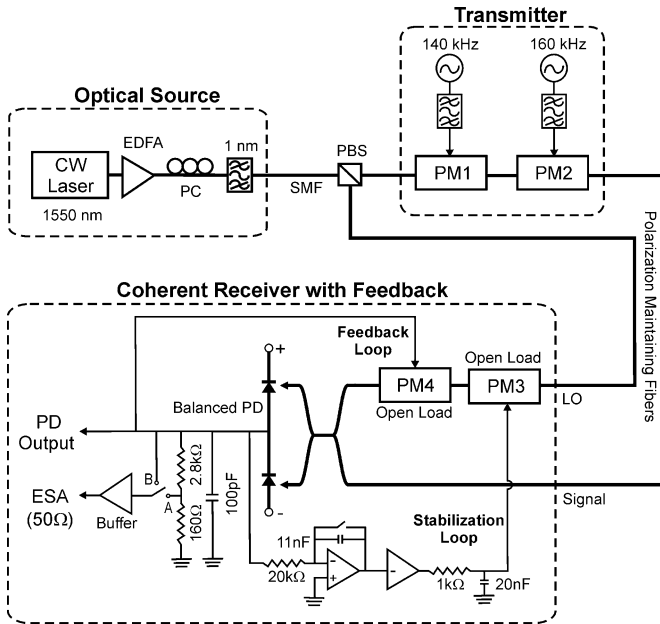 Transmitter
140 kHz
160 kHz
Optical Source
EDFA
1 nm
PBS
CW
Laser
PC
SMF
PM1
PM2
1550 nm
Polarization Maintaining Fibers
Coherent Receiver with Feedback
Feedback
Loop
Open Load
PM4
PM3
Balanced PD
Open Load
LO
PD
Output
+
2.8kΩ
B
A
ESA
(50Ω)
Buffer
160Ω
100pF
-
Signal
Stabilization
Loop
11nF
20kΩ
-
+
-
1kΩ
20nF